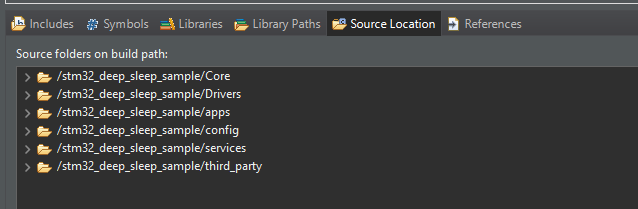 Includes Symbols Libraries Library Paths Source Location References
Source folders on build path:
/stm32_deep_sleep_sample/Core
/stm32_deep_sleep_sample/Drivers
/stm32_deep_sleep_sample/apps
/stm32_deep_sleep_sample/config
/stm32_deep_sleep_sample/services
/stm32_deep_sleep_sample/third_party